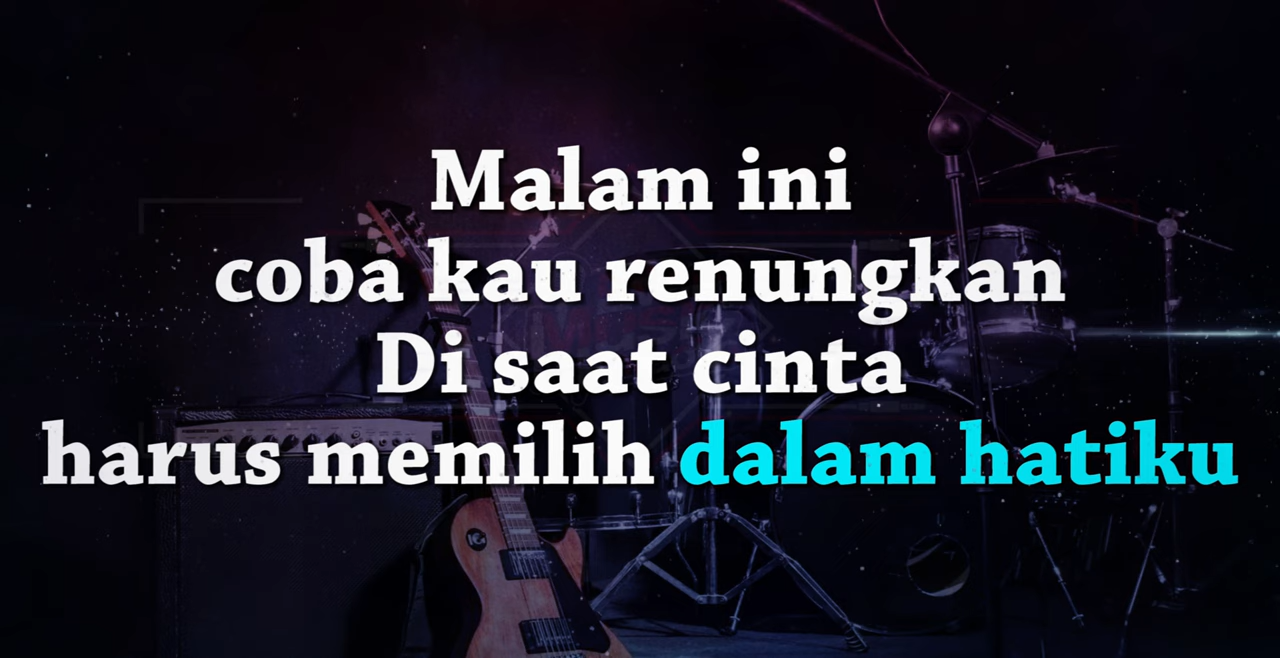 Malam ini
coba kau renungkan
Di saat cinta
harus memilih dalam hatiku